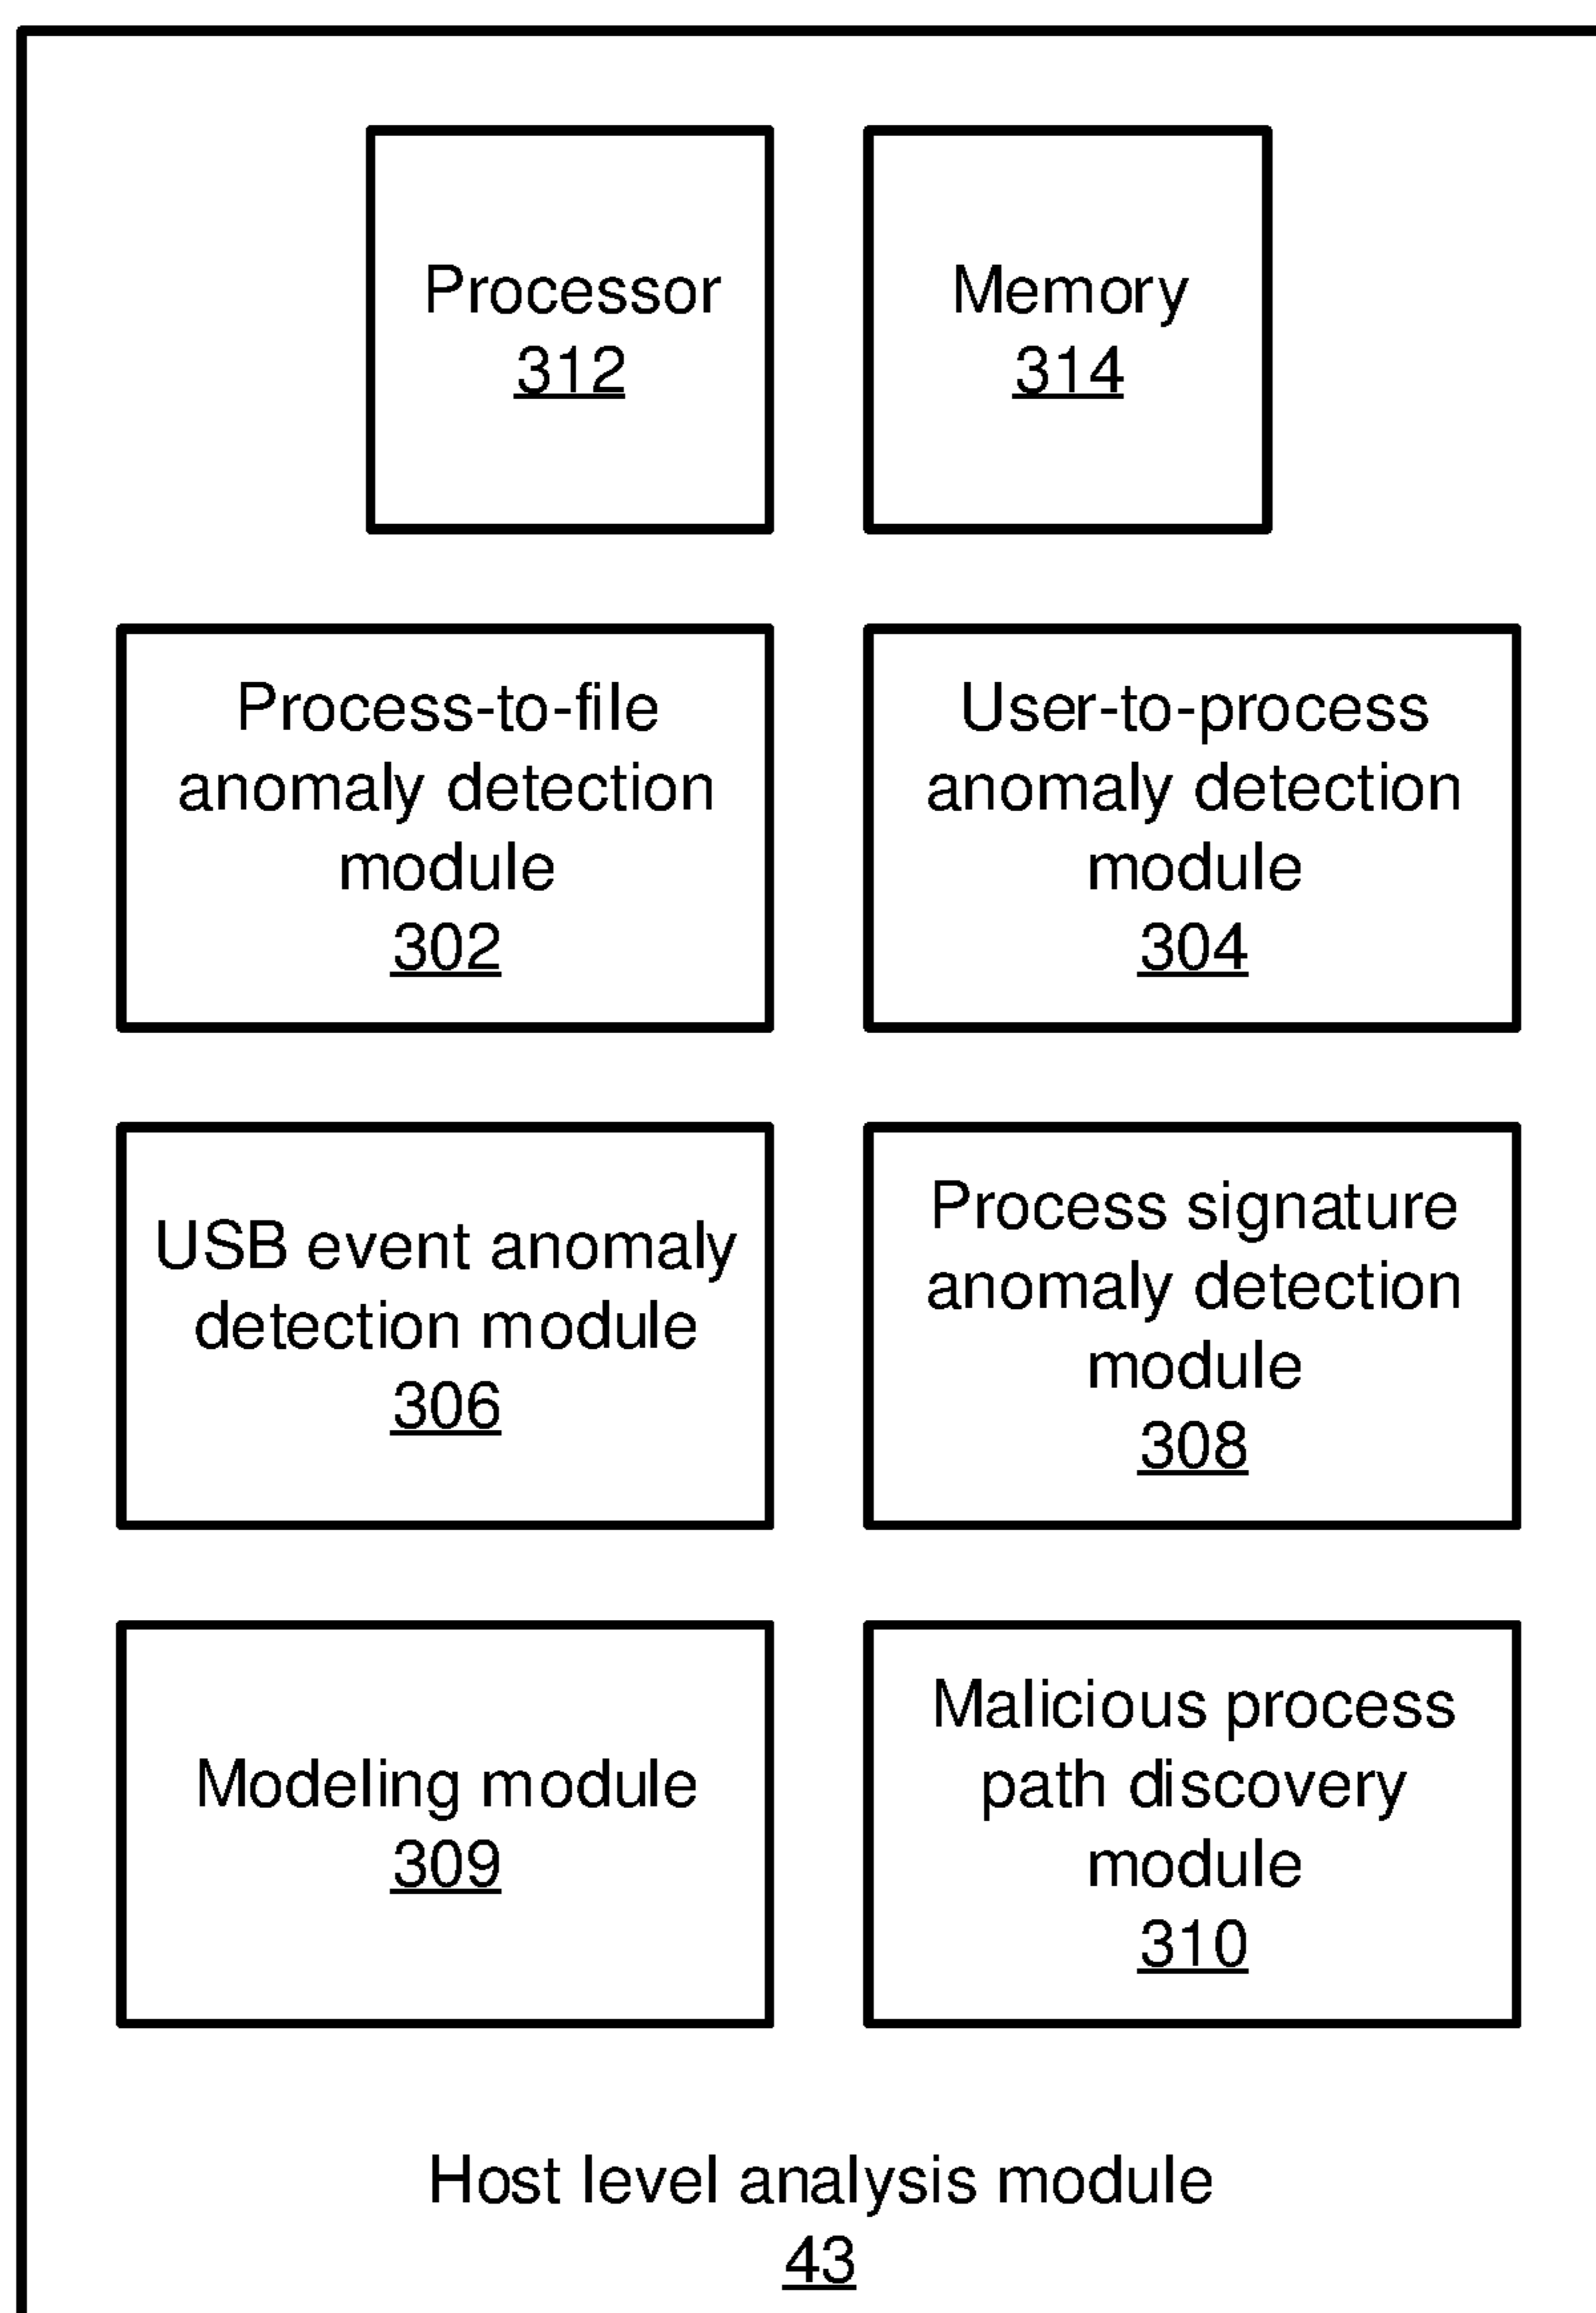 Processor
312
Memory
314
Process-to-file
anomaly detection
module
302
User-to-process
anomaly detection
module
304
USB event anomaly
detection module
306
Process signature
anomaly detection
module
308
Modeling module
309
Malicious process
path discovery
module
310
Host level analysis module
43